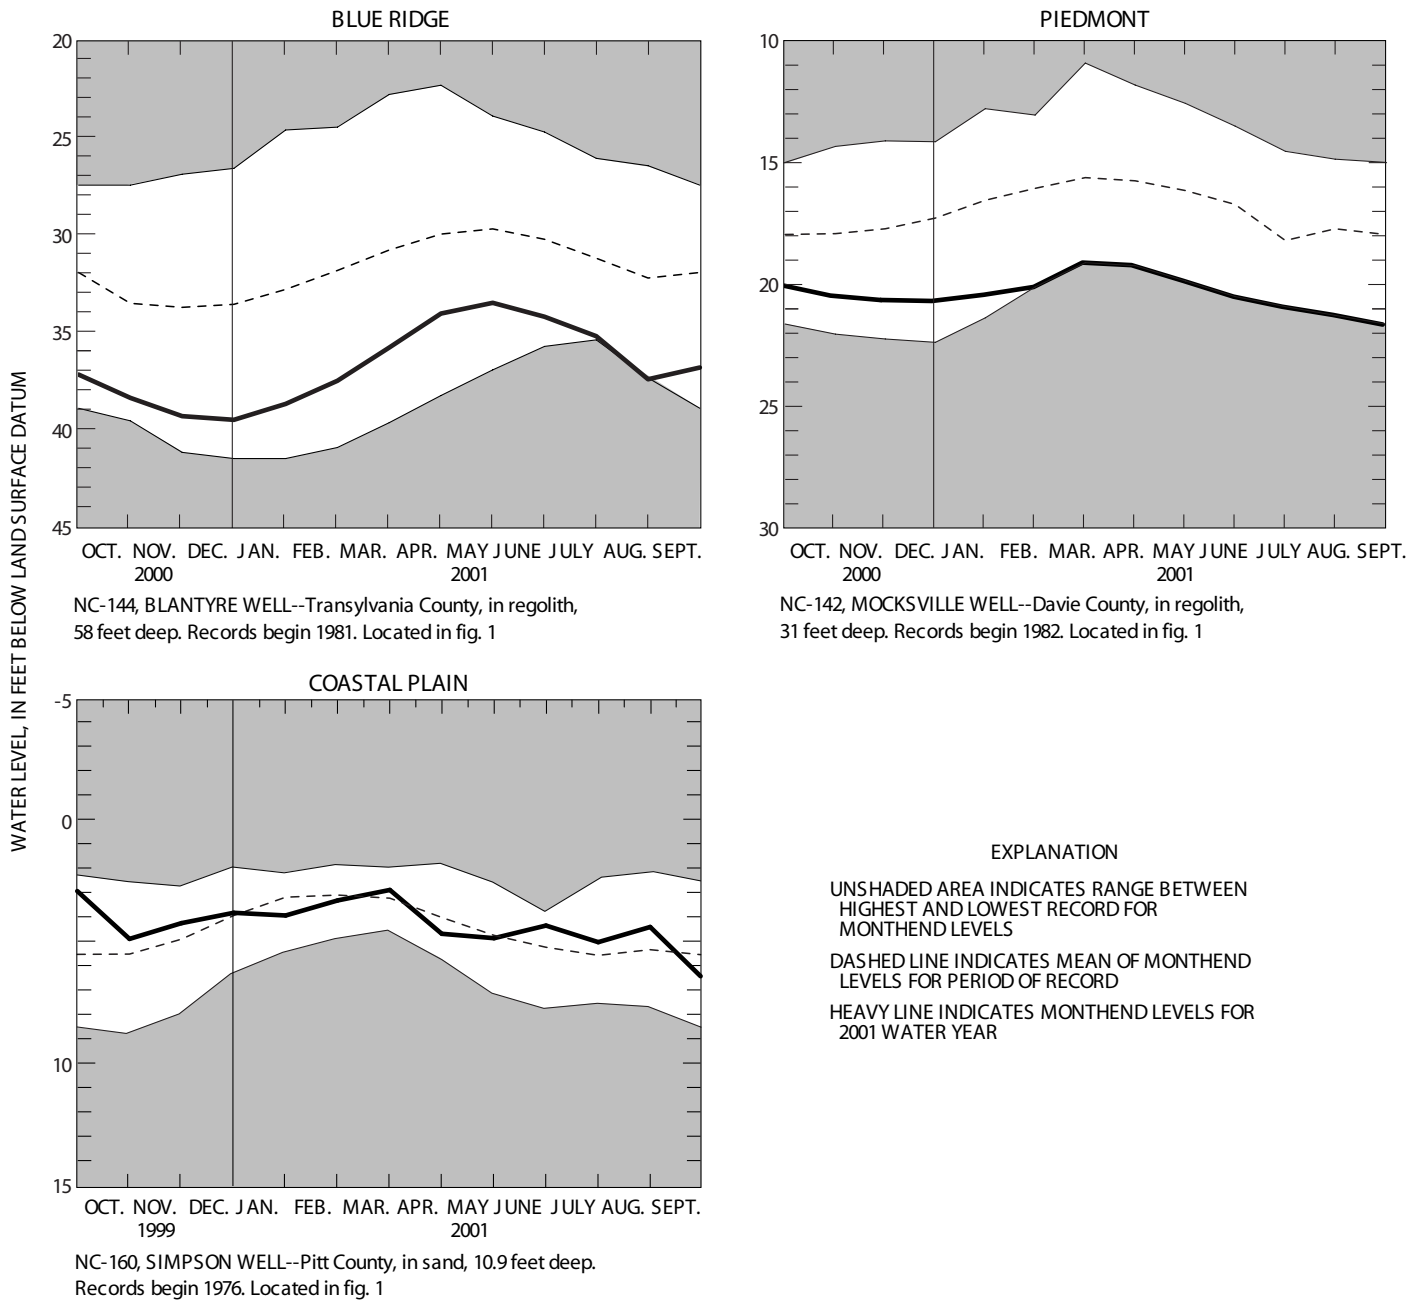 BLUE RIDGE
20
25
30
35
40
45
OCT. NOV. DEC. JAN. FEB. MAR. APR. MAY JUNE JULY AUG. SEPT.
2000 2001
NC-144, BLANTYRE WELL--Transylvania County, in regolith,
58 feet deep. Records begin 1981. Located in fig. 1
PIEDMONT
10
15
20
25
30
OCT. NOV. DEC. JAN. FEB. MAR. APR. MAY JUNE JULY AUG. SEPT.
2000 2001
NC-142, MOCKSVILLE WELL--Davie County, in regolith,
31 feet deep. Records begin 1982. Located in fig. 1
WATER LEVEL, IN FEET BELOW LAND SURFACE DATUM
COASTAL PLAIN
-5
0
10
15
OCT. NOV. DEC. JAN. FEB. MAR. APR. MAY JUNE JULY AUG. SEPT.
1999 2001
NC-160, SIMPSON WELL--Pitt County, in sand, 10.9 feet deep.
Records begin 1976. Located in fig. 1
EXPLANATION
UNSHADED AREA INDICATES RANGE BETWEEN
HIGHEST AND LOWEST RECORD FOR
MONTHEND LEVELS
DASHED LINE INDICATES MEAN OF MONTHEND
LEVELS FOR PERIOD OF RECORD
HEAVY LINE INDICATES MONTHEND LEVELS FOR
2001 WATER YEAR